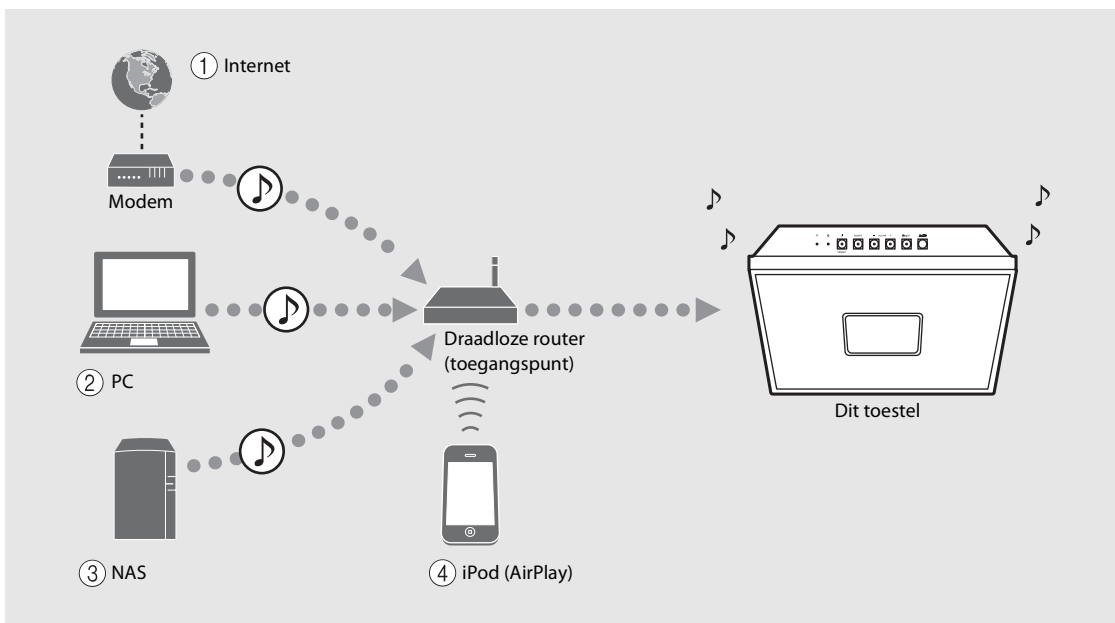 ① Internet
Modem
② PC
Draadloze router
(toegangspunt)
Dit toestel
③ NAS
④ iPod (AirPlay)